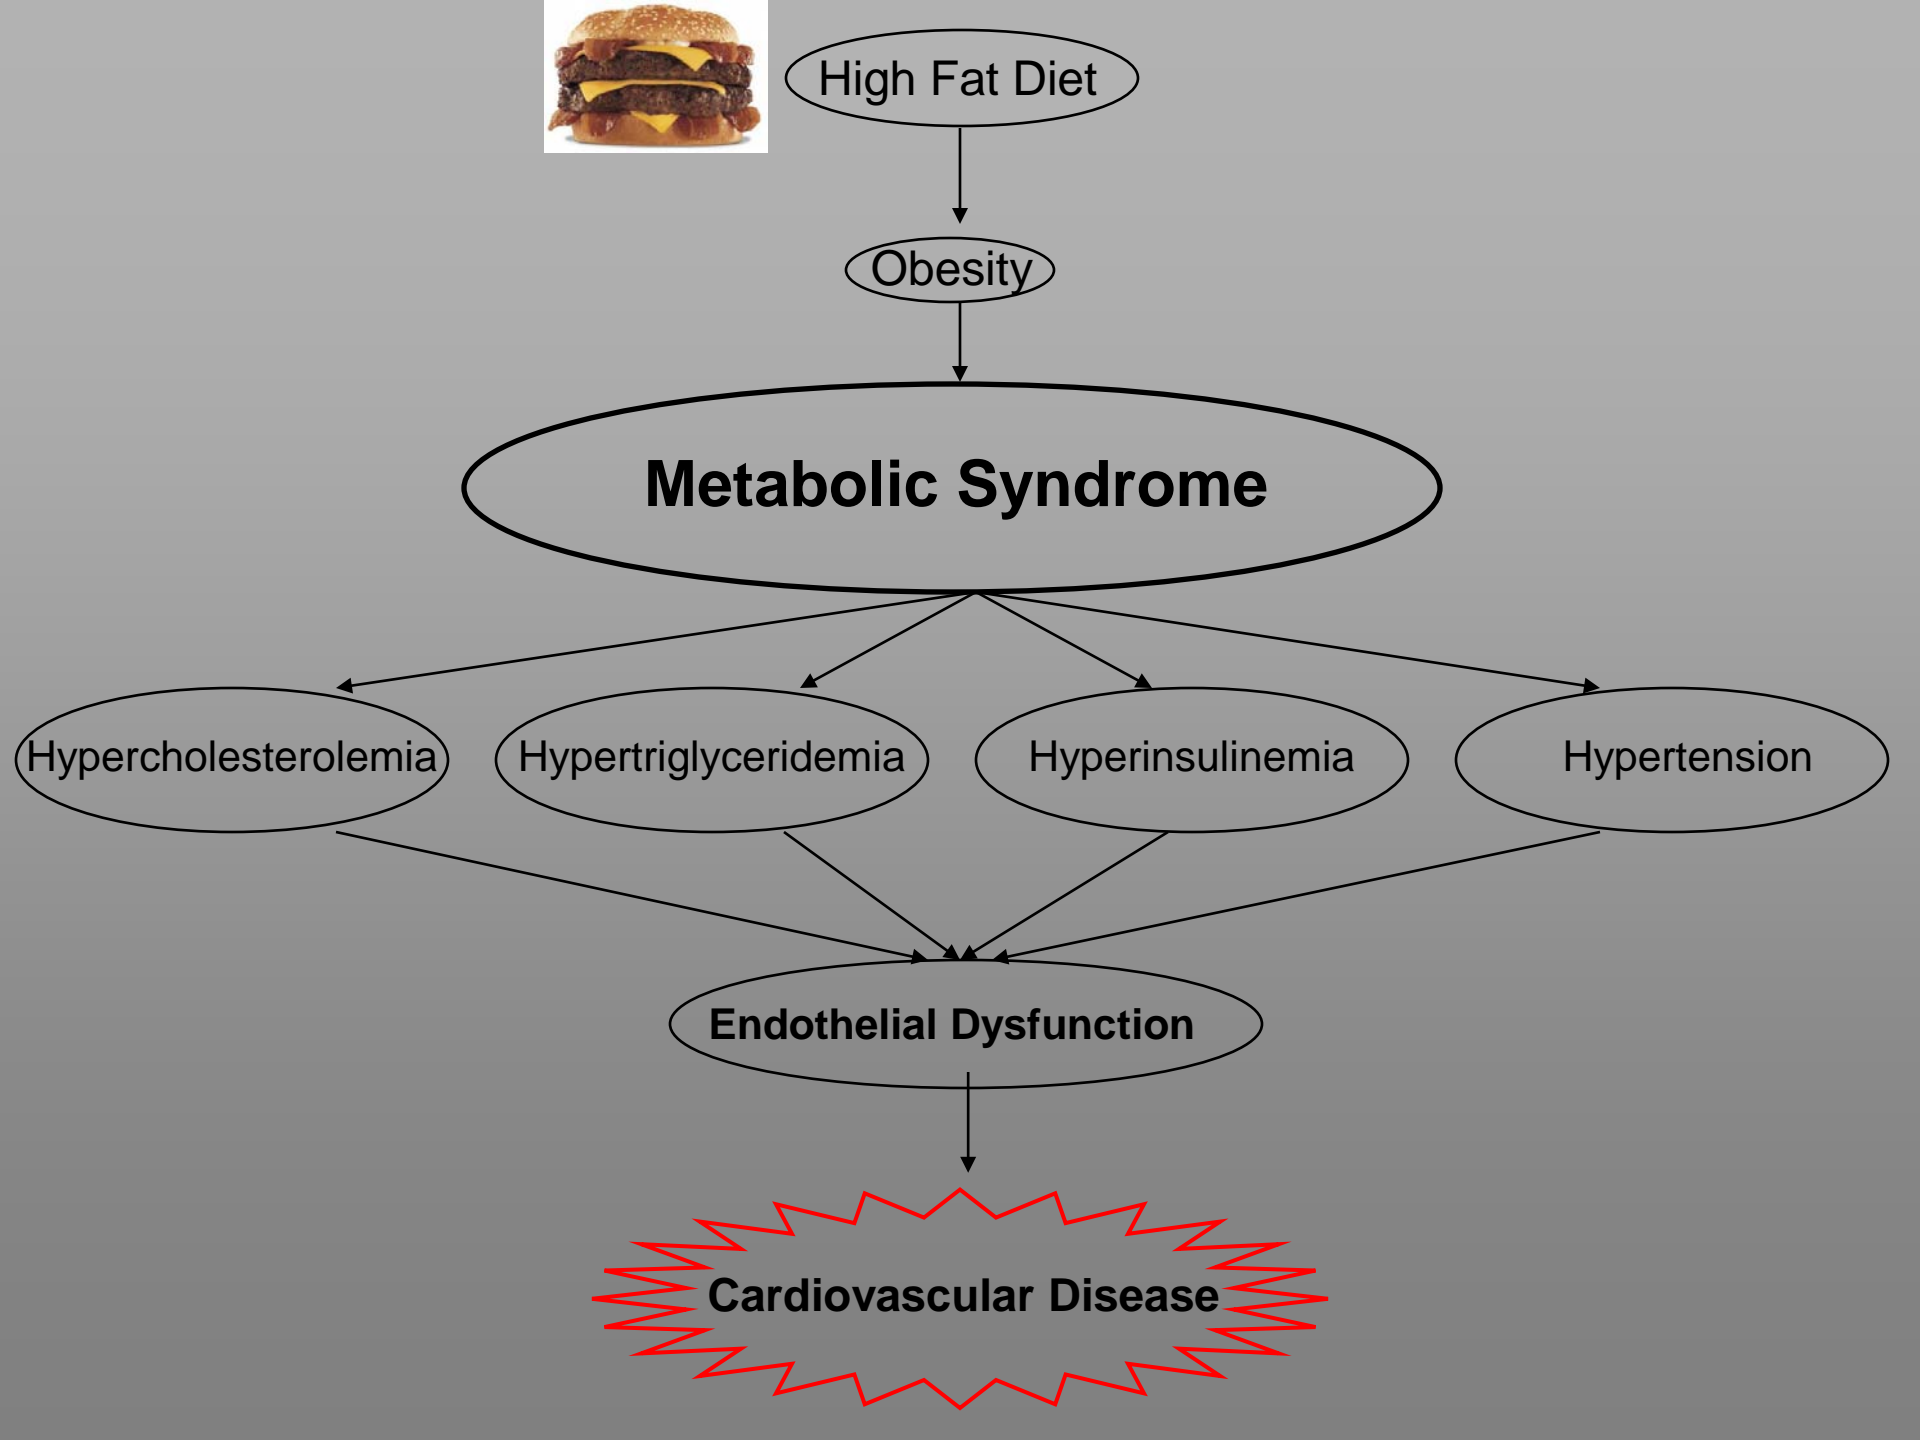 High Fat Diet
Obesity
Metabolic Syndrome
Hypercholesterolemia
Hypertriglyceridemia
Hyperinsulinemia
Hypertension
Endothelial Dysfunction
Cardiovascular Disease